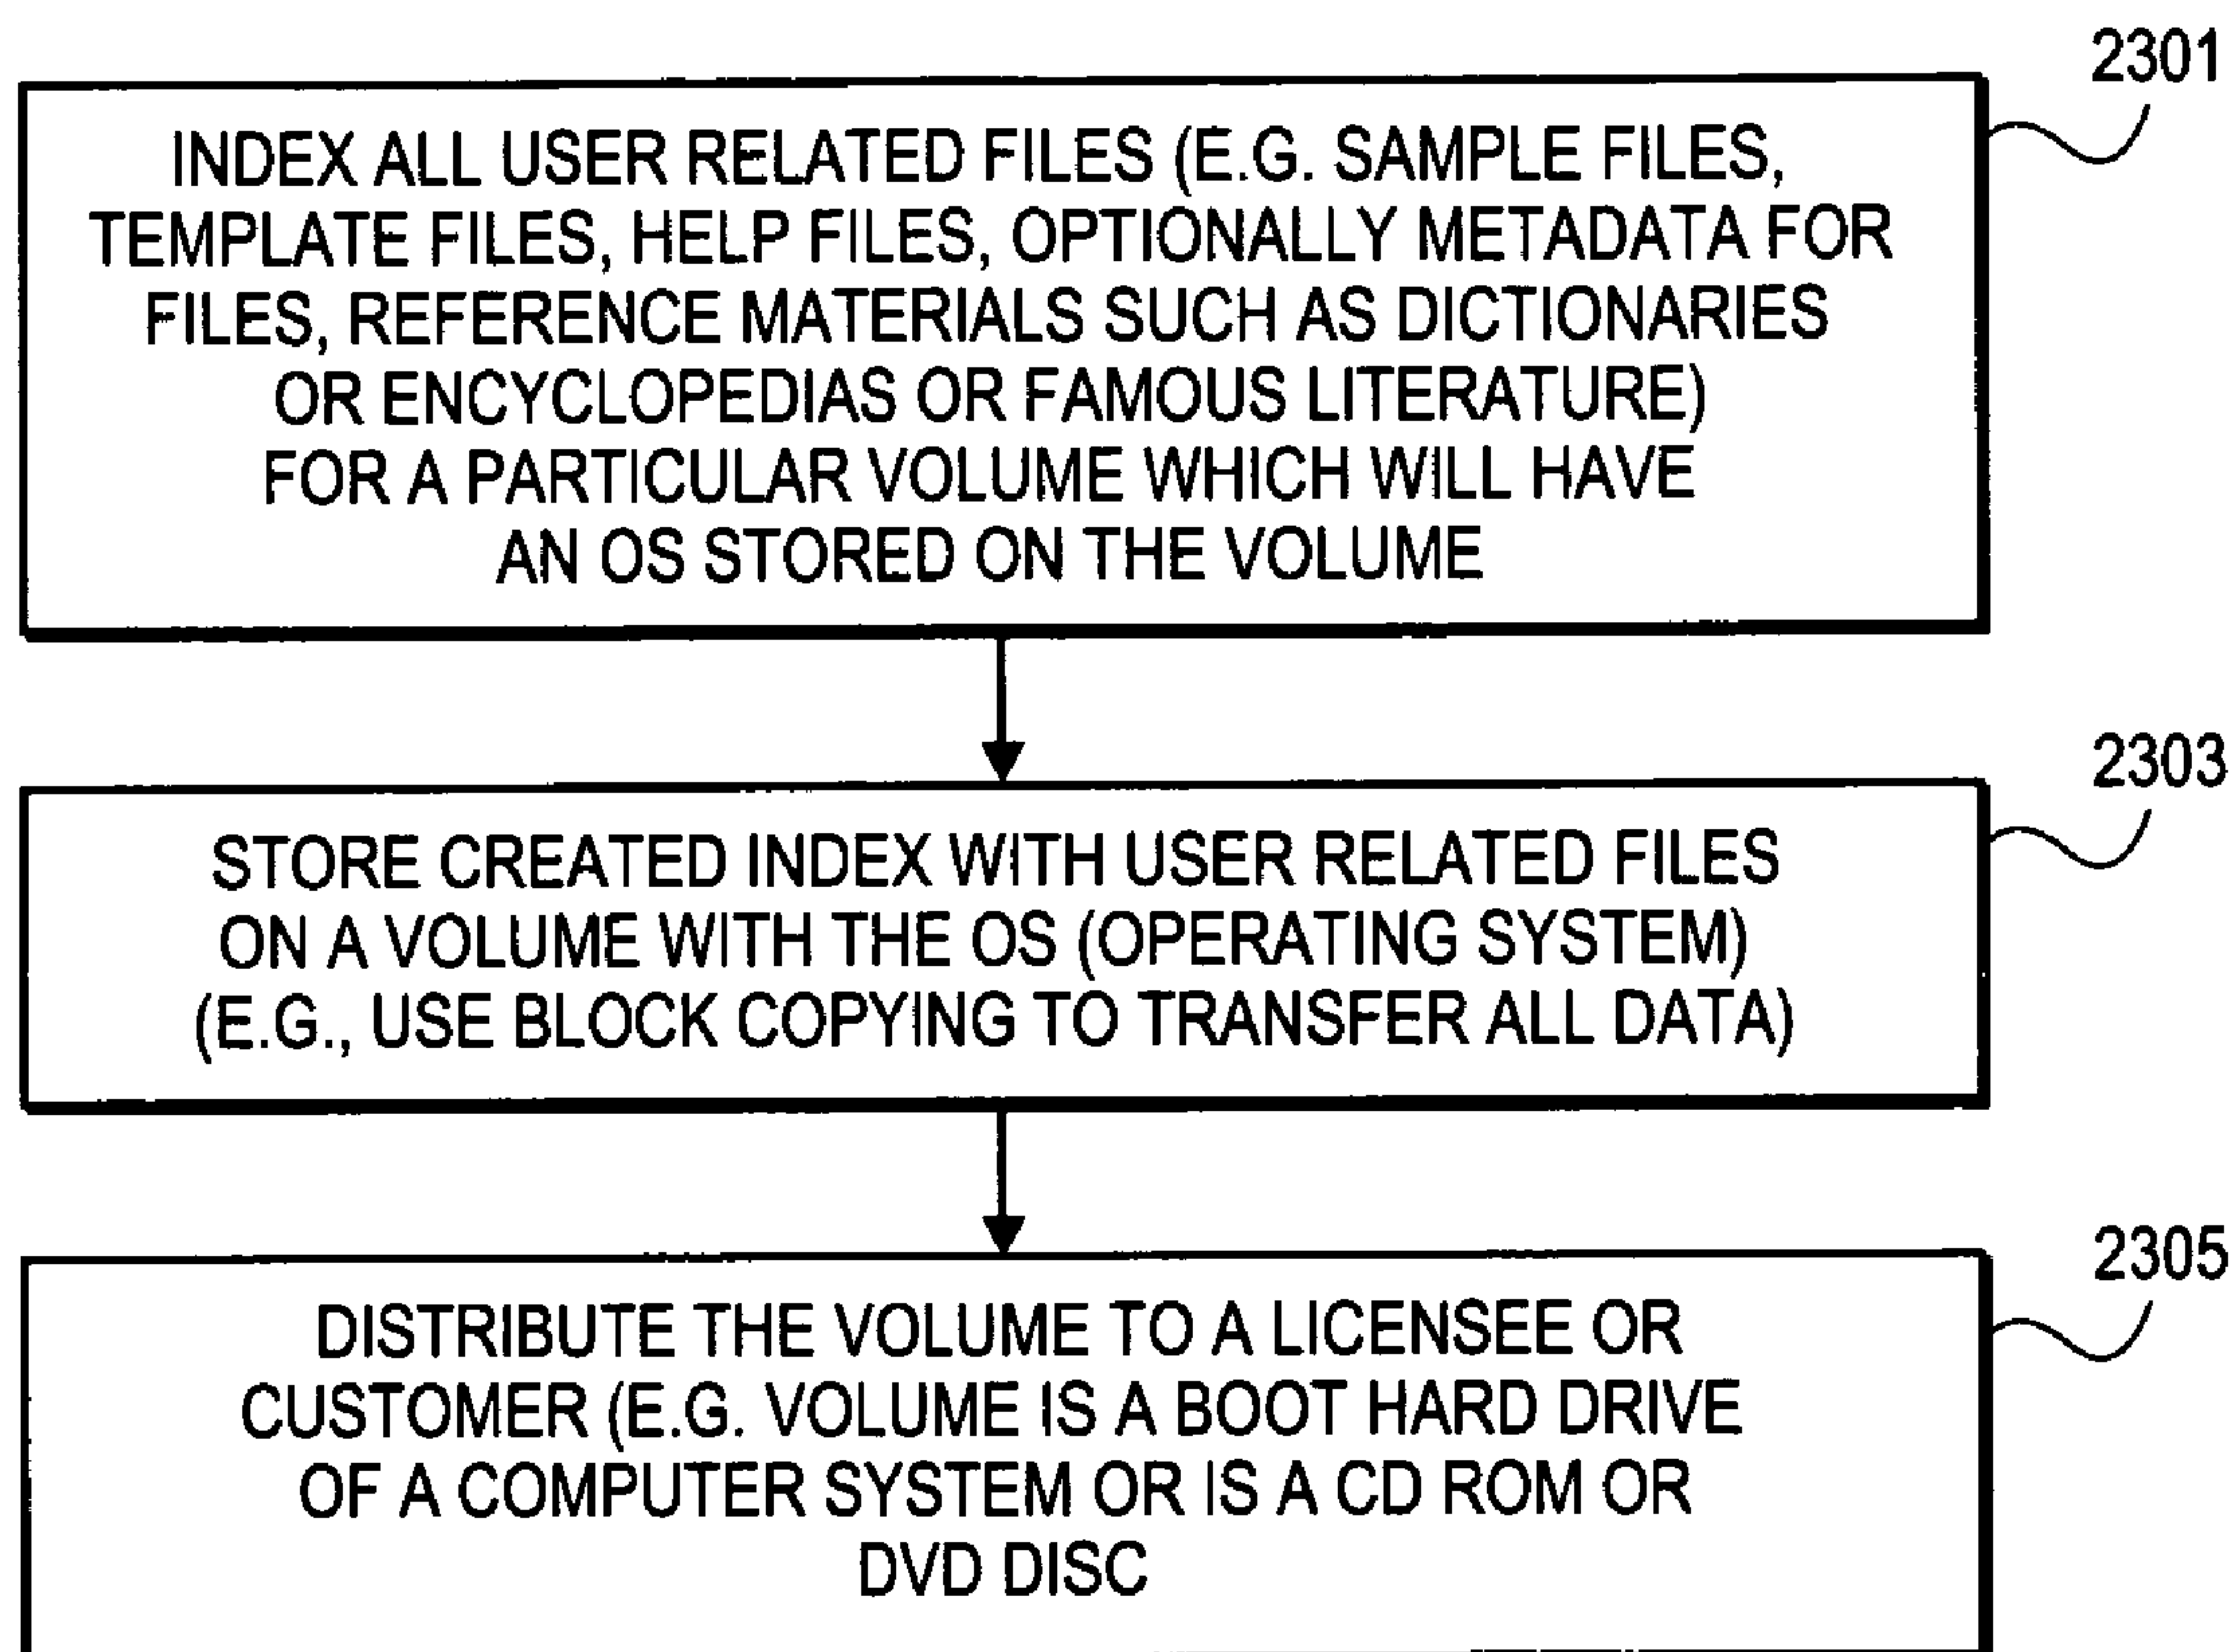 2301
INDEX ALL USER RELATED FILES (E.G. SAMPLE FILES,
TEMPLATE FILES, HELP FILES, OPTIONALLY METADATA FOR
FILES, REFERENCE MATERIALS SUCH AS DICTIONARIES
OR ENCYCLOPEDIAS OR FAMOUS LITERATURE)
FOR A PARTICULAR VOLUME WHICH WILL HAVE
AN OS STORED ON THE VOLUME
2303
STORE CREATED INDEX WITH USER RELATED FILES
ON A VOLUME WITH THE OS (OPERATING SYSTEM)
(E.G., USE BLOCK COPYING TO TRANSFER ALL DATA)
2305
DISTRIBUTE THE VOLUME TO A LICENSEE OR
CUSTOMER (E.G. VOLUME IS A BOOT HARD DRIVE
OF A COMPUTER SYSTEM OR IS A CD ROM OR
DVD DISC